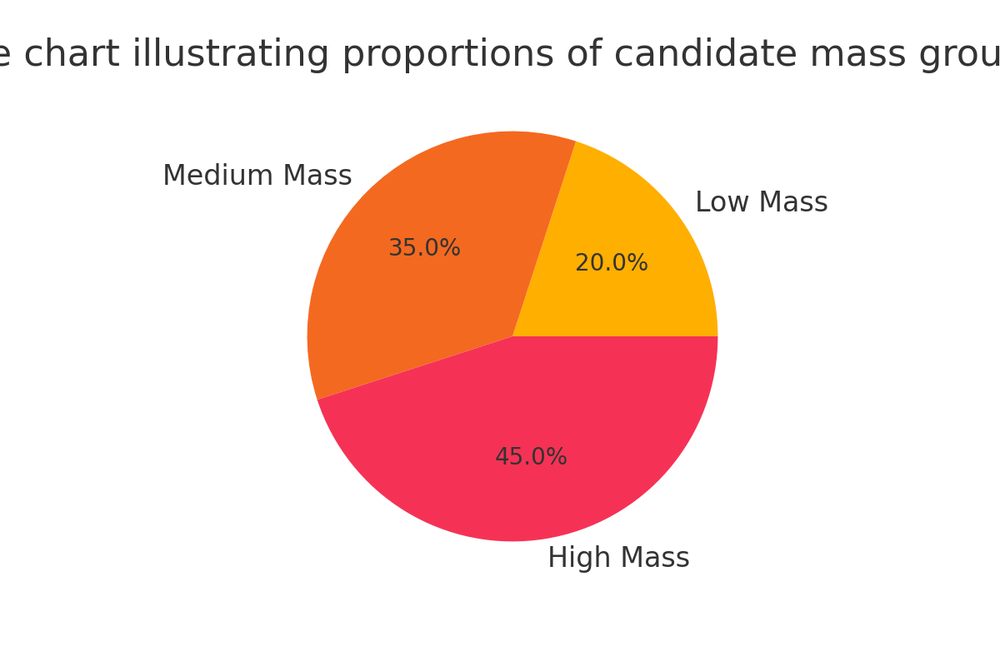 e chart illustrating proportions of candidate mass grou
Medium Mass
Low Mass
35.0%
20.0%
45.0%
High Mass